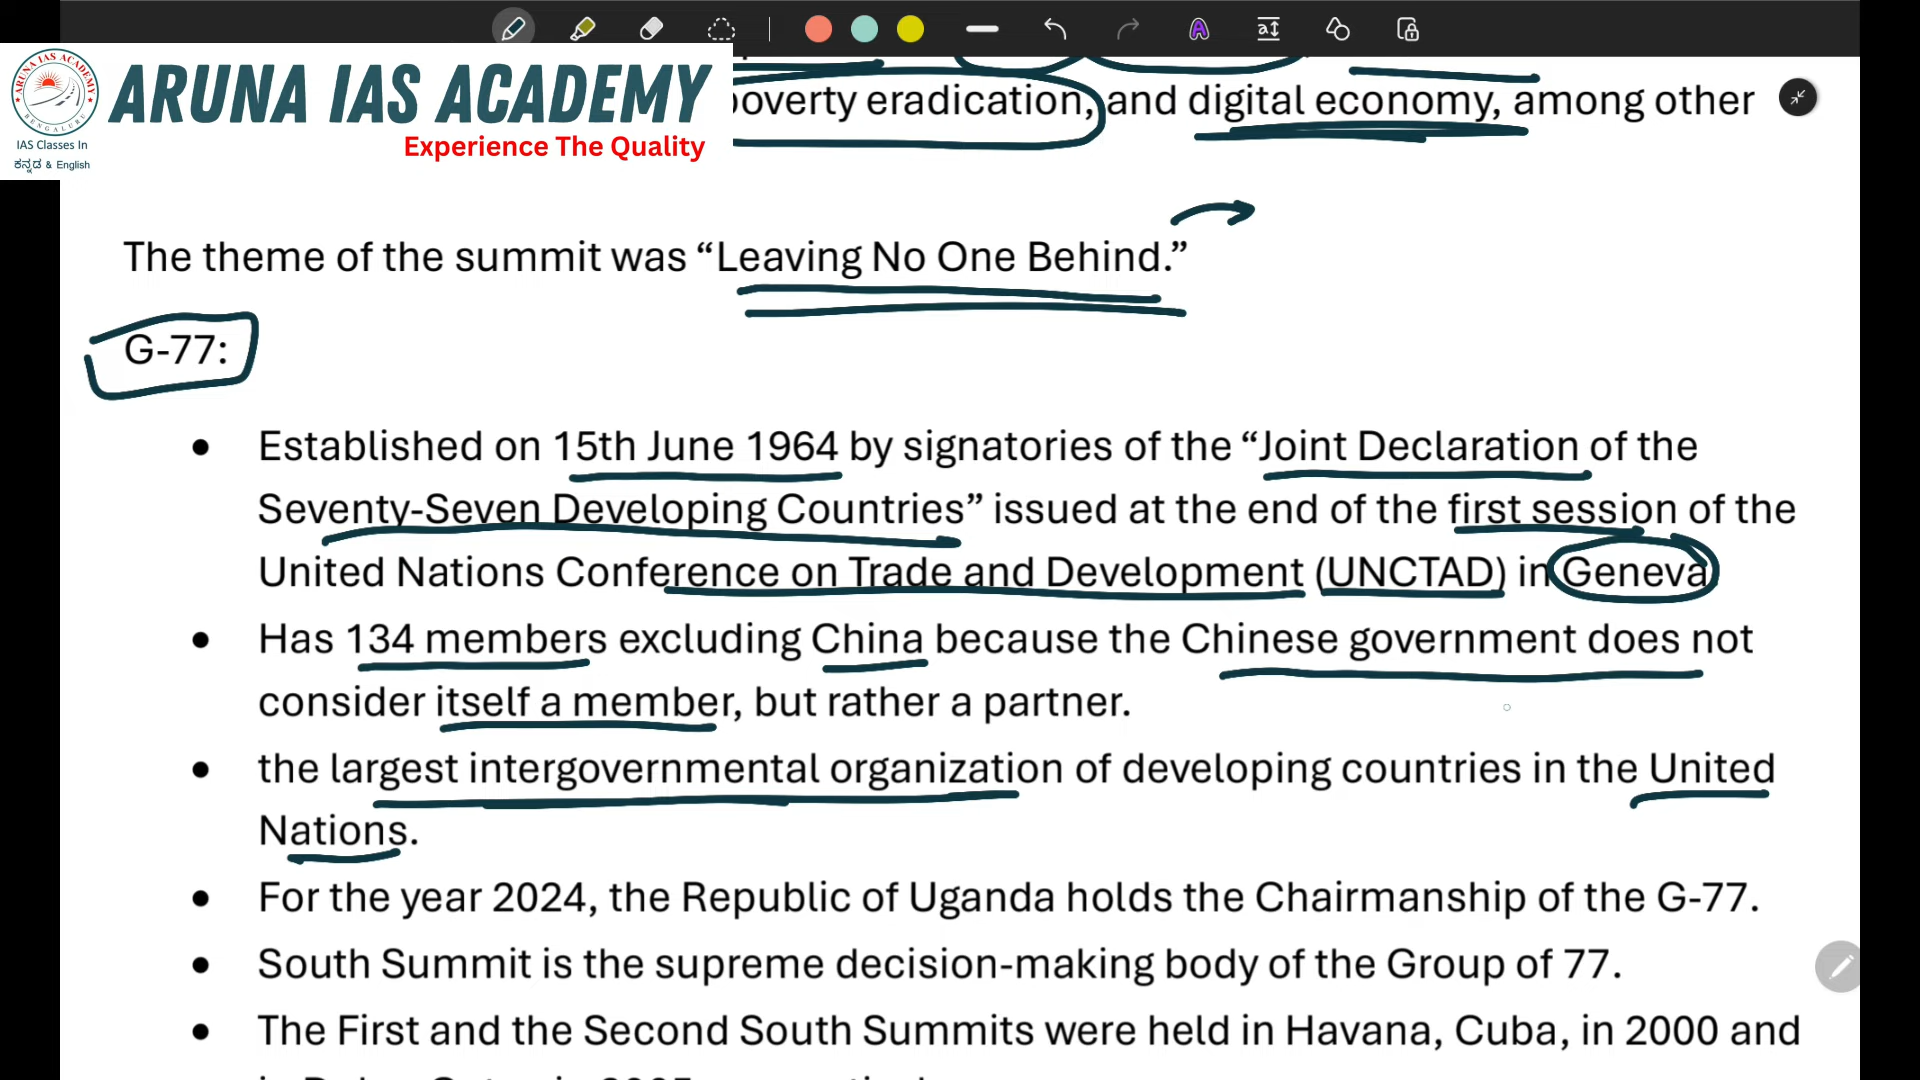 ARUNA IAS ACADEMY
Experience The Quality
ARUNA IAS ACADEMY
BENGALURU
IAS Classes In
ಕನ್ನಡ & English
poverty eradication, and digital economy, among other
The theme of the summit was “Leaving No One Behind.”
G-77:
• Established on 15th June 1964 by signatories of the “Joint Declaration of the
Seventy-Seven Developing Countries” issued at the end of the first session of the
United Nations Conference on Trade and Development (UNCTAD) in Geneva
• Has 134 members excluding China because the Chinese government does not
consider itself a member, but rather a partner.
• the largest intergovernmental organization of developing countries in the United
Nations.
• For the year 2024, the Republic of Uganda holds the Chairmanship of the G-77.
• South Summit is the supreme decision-making body of the Group of 77.
• The First and the Second South Summits were held in Havana, Cuba, in 2000 and